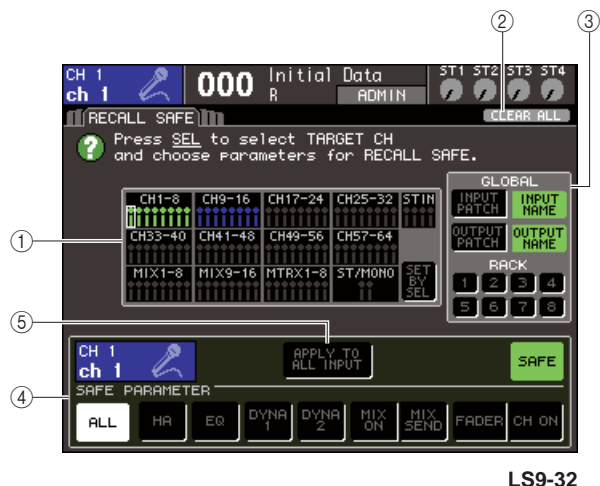 ② ③
CH 1
ch 1
000
Initial Data
R
ADMIN
ST1 ST2 ST3 ST4
RECALL SAFE
CLEAR ALL
Press SEL to select TARGET CH
and choose parameters for RECALL SAFE.
①
CH1-8 CH9-16 CH17-24 CH25-32 STIN
CH33-40 CH41-48 CH49-56 CH57-64
MIX1-8 MIX9-16 MTRX1-8 ST/MONO
SET
BY
SEL
GLOBAL
INPUT
PATCH
INPUT
NAME
OUTPUT
PATCH
OUTPUT
NAME
RACK
1 2 3 4
5 6 7 8
⑤
④
CH 1
ch 1
APPLY TO
ALL INPUT
SAFE
SAFE PARAMETER
ALL
HA
EQ
DYNA
1
DYNA
2
MIX
ON
MIX
SEND
FADER
CH ON
LS9-32